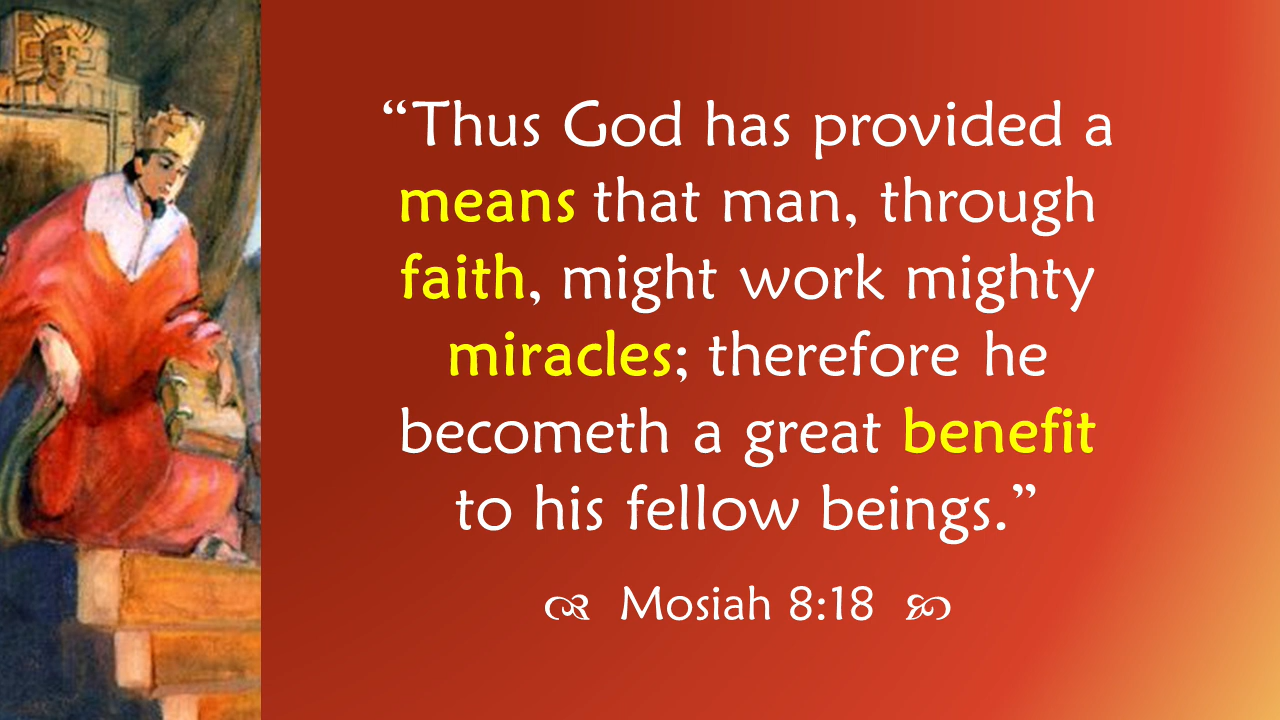 “Thus God has provided a
means that man, through
faith, might work mighty
miracles; therefore he
becometh a great benefit
to his fellow beings.”
Mosiah 8:18